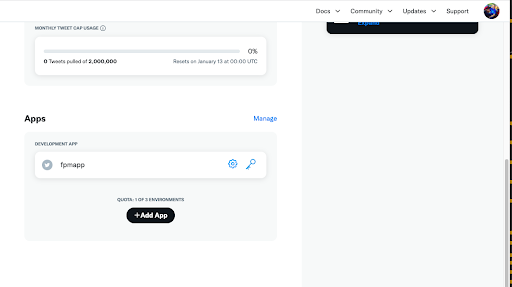 Docs Community Updates Support
Expand
MONTHLY TWEET CAP USAGE
0%
0 Tweets pulled of 2,000,000 Resets on January 13 at 00:00 UTC
Apps Manage
DEVELOPMENT APP
fpmapp
QUOTA: 1 OF 3 ENVIRONMENTS
+Add App